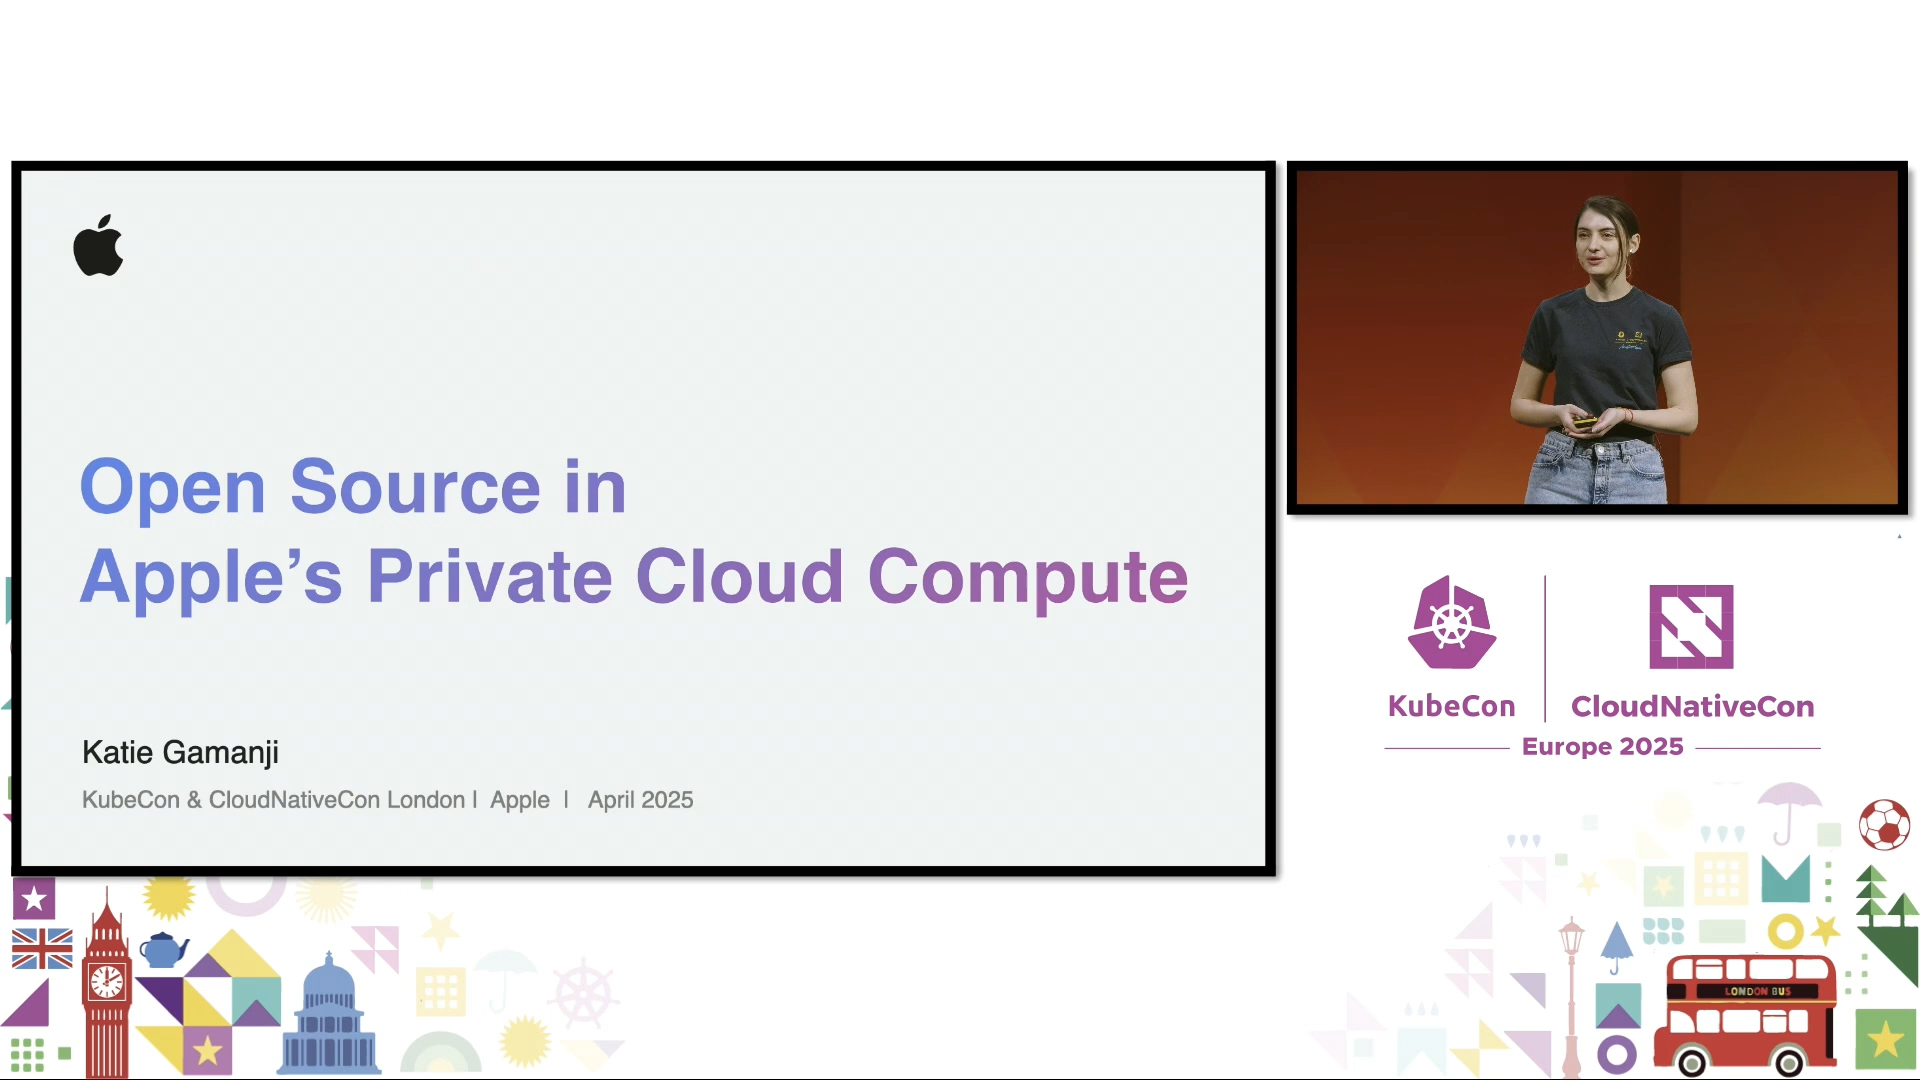 Open Source in
Apple’s Private Cloud Compute
Katie Gamanji
KubeCon & CloudNativeCon London | Apple | April 2025
KubeCon
CloudNativeCon
Europe 2025
LONDON BUS